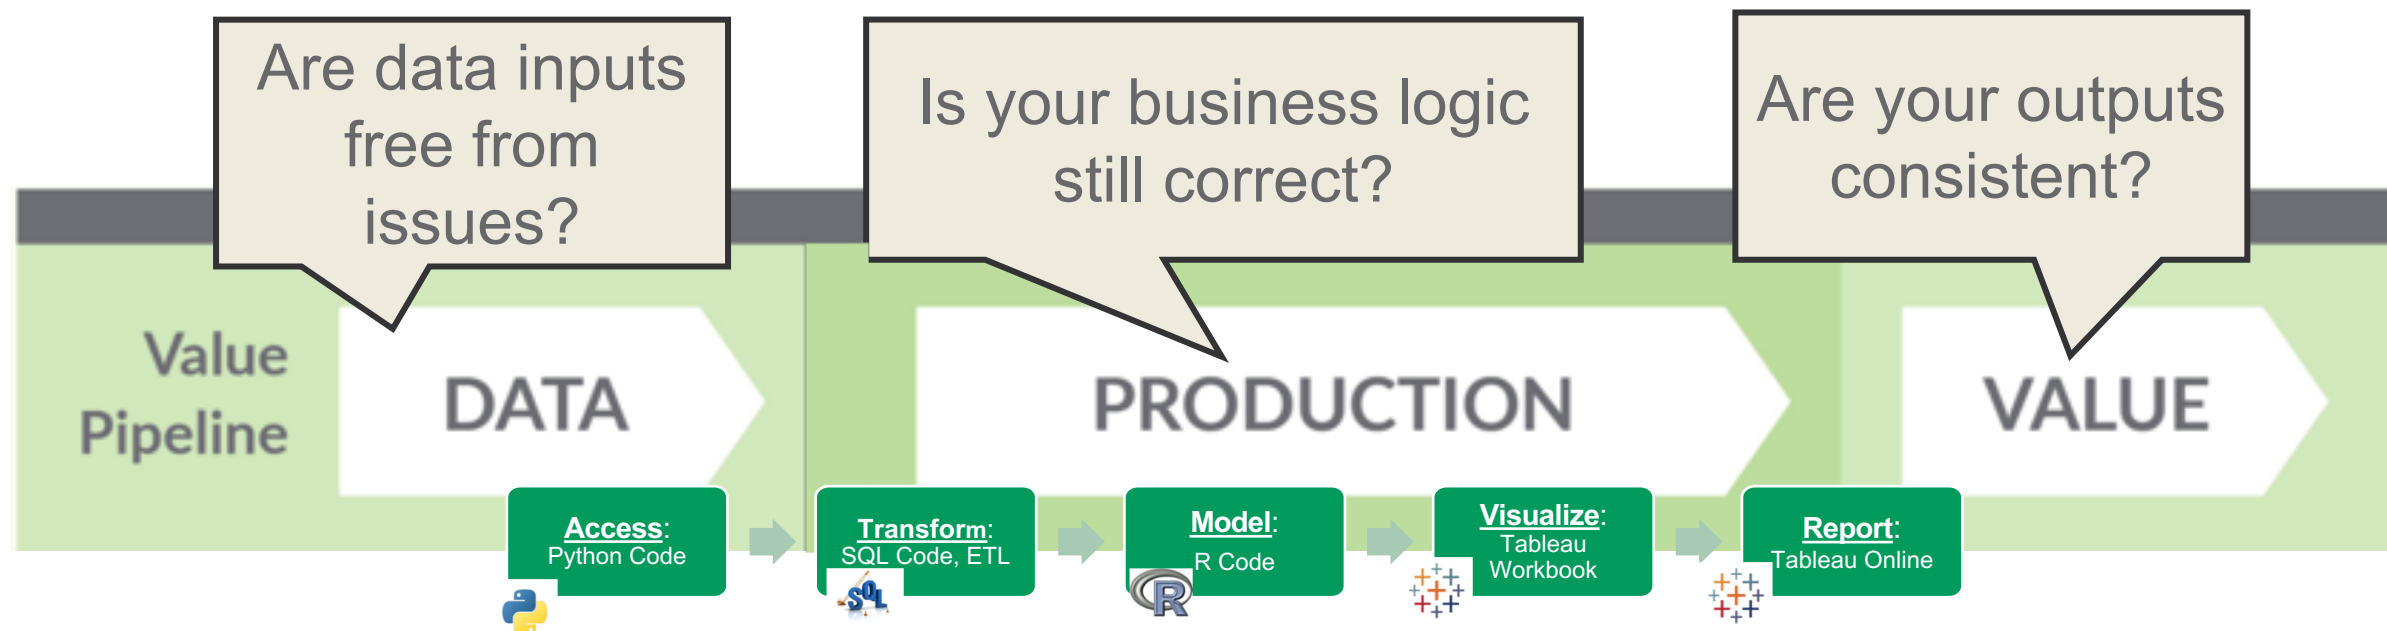 Are data inputs
free from
issues?
Is your business logic
still correct?
Are your outputs
consistent?
Value
Pipeline
DATA
PRODUCTION
VALUE
Access:
Python Code
Transform:
SQL Code, ETL
SQL
Model:
R Code
R
Visualize:
Tableau
Workbook
Report:
Tableau Online